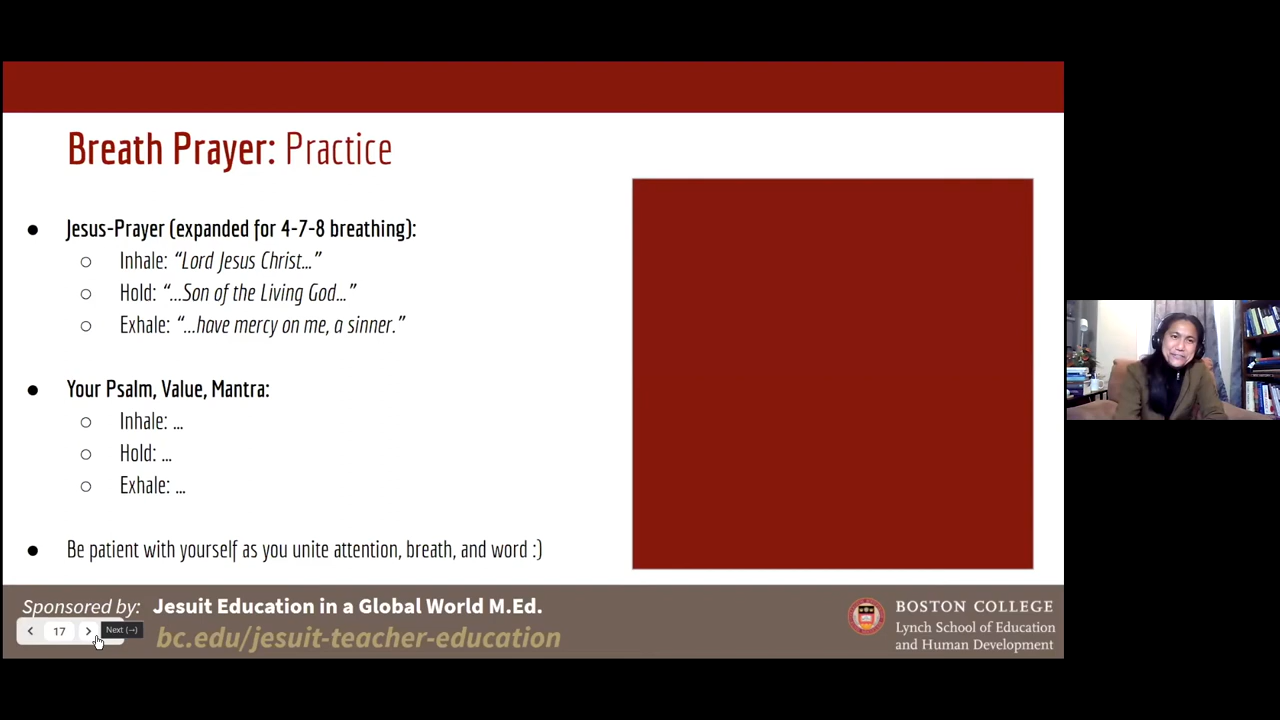 Breath Prayer: Practice
● Jesus-Prayer (expanded for 4-7-8 breathing):
○ Inhale: “Lord Jesus Christ...”
○ Hold: “...Son of the Living God...”
○ Exhale: “...have mercy on me, a sinner.”
● Your Psalm, Value, Mantra:
○ Inhale: ...
○ Hold: ...
○ Exhale: ...
● Be patient with yourself as you unite attention, breath, and word :)
Sponsored by: Jesuit Education in a Global World M.Ed.
bc.edu/jesuit-teacher-education
17
Next (→)
BOSTON COLLEGE
Lynch School of Education
and Human Development